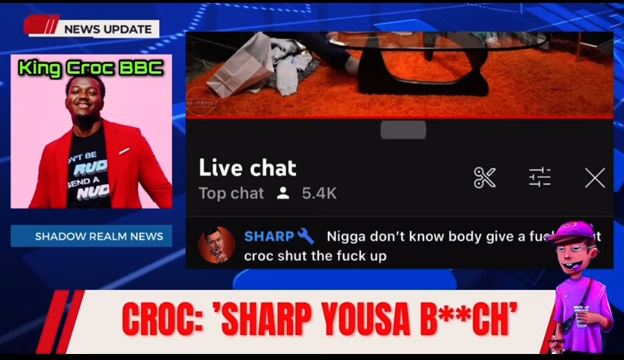 NEWS UPDATE
King Croc BBC
N'T BE
RUD
SEND A
NUD
SHADOW REALM NEWS
Live chat
Top chat 5.4K
SHARP Nigga don't know body give a fuc t
croc shut the fuck up
CROC: 'SHARP YOUSA B**CH'